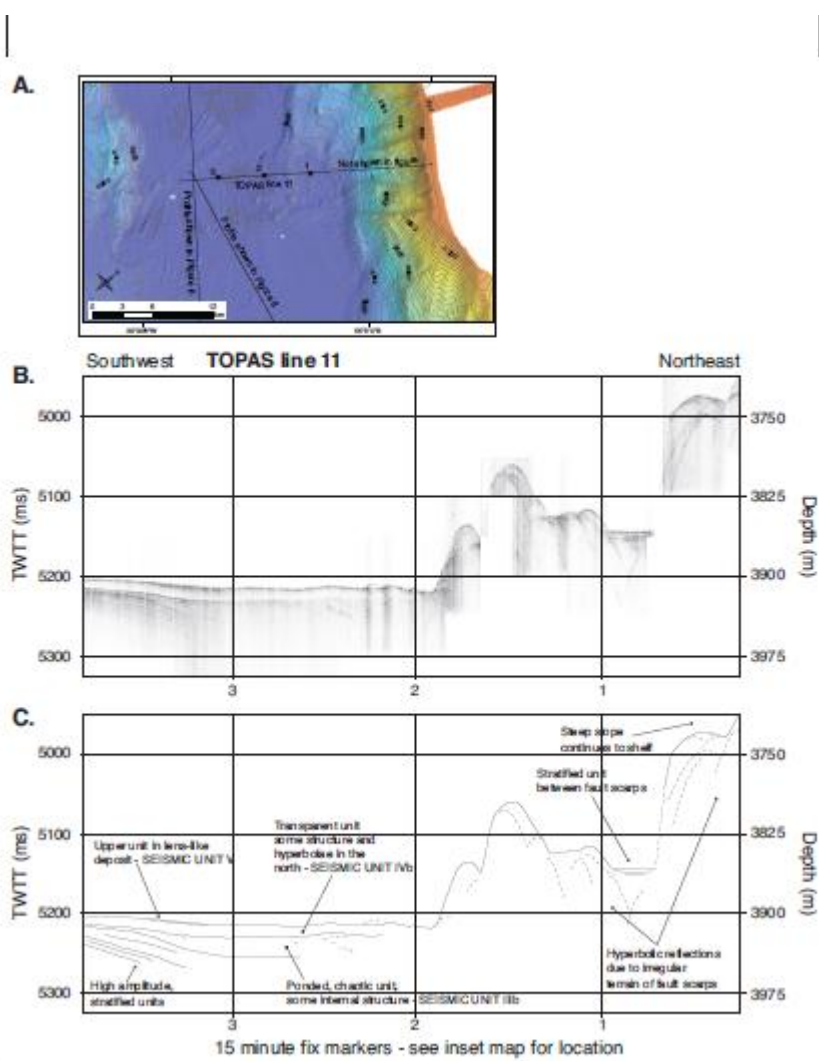 A.
TOPAS line 11
B.
Southwest TOPAS line 11 Northeast
5000
5100
5200
5300
TWTT (ms)
3750
3825
3900
3975
Depth (m)
3 2 1
C.
Steep slope
continues to shelf
Stratified unit
between fault scarps
Transparent unit
some structure and
hyperbolae in the
north - SEISMIC UNIT IVb
Upper unit in lens-like
deposit - SEISMIC UNIT V
5000
5100
5200
5300
TWTT (ms)
3750
3825
3900
3975
Depth (m)
High amplitude,
stratified units
Ponded, chaotic unit,
some internal structure - SEISMIC UNIT IIIb
Hyperbolic reflections
due to irregular
terrain of fault scarps
3 2 1
15 minute fix markers - see inset map for location